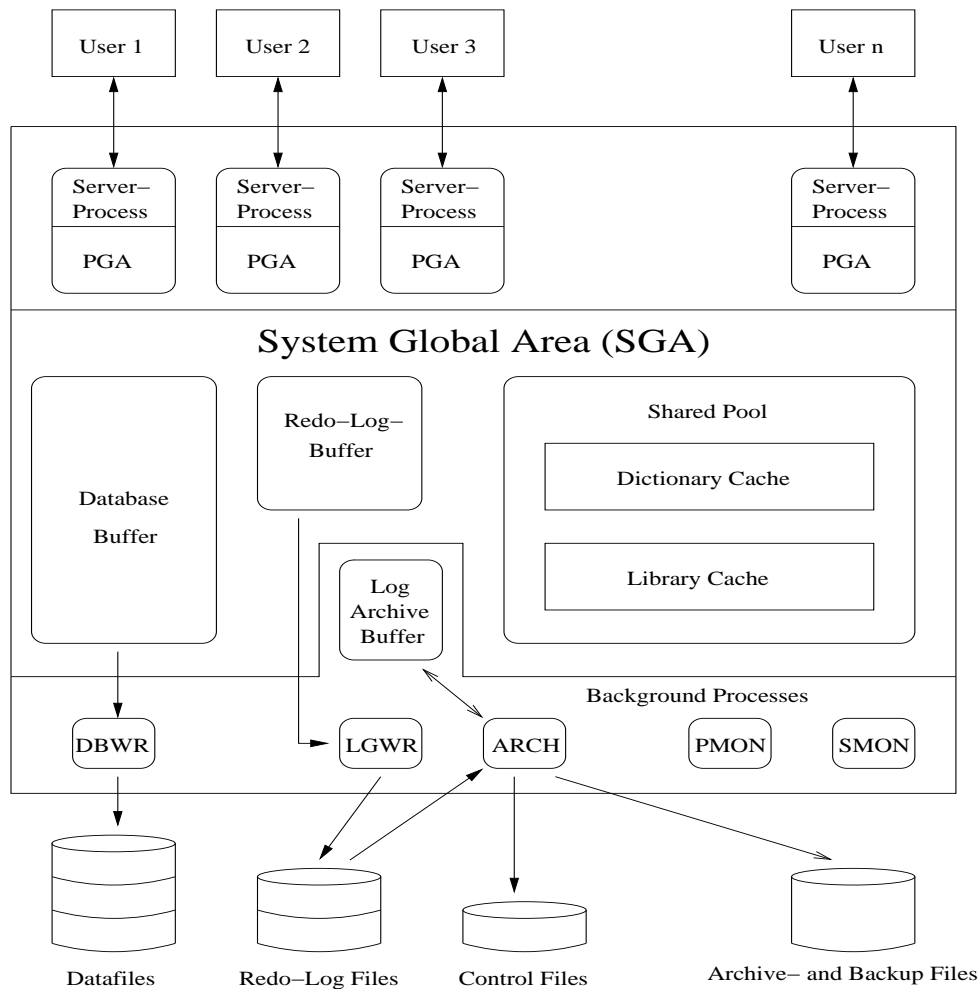 User 1
User 2
User 3
User n
Server–
Process
PGA
Server–
Process
PGA
Server–
Process
PGA
Server–
Process
PGA
System Global Area (SGA)
Database
Buffer
Redo–Log–
Buffer
Shared Pool
Dictionary Cache
Library Cache
Log
Archive
Buffer
Background Processes
DBWR
LGWR
ARCH
PMON
SMON
Datafiles
Redo–Log Files
Control Files
Archive– and Backup Files